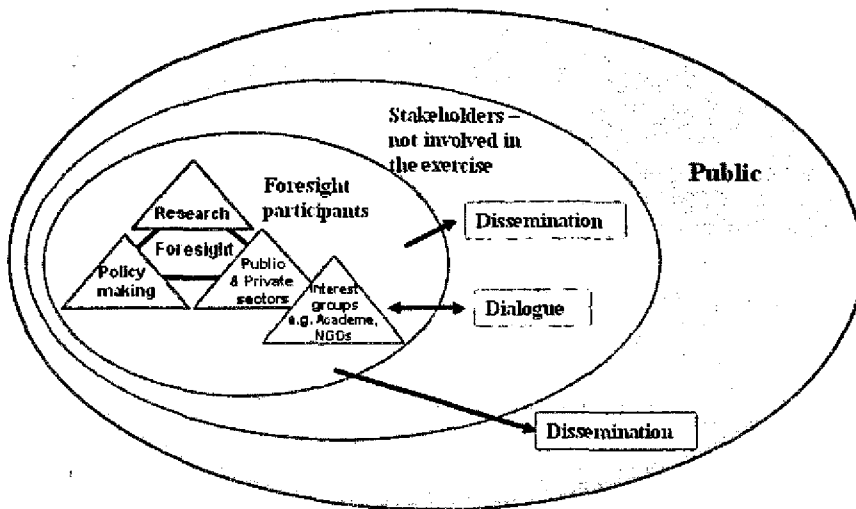 Stakeholders –
not involved in
the exercise
Public
Foresight
participants
Research
Foresight
Policy
making
Public
& Private
sectors
Interest
groups
e.g. Academe,
NGOs
Dissemination
Dialogue
Dissemination